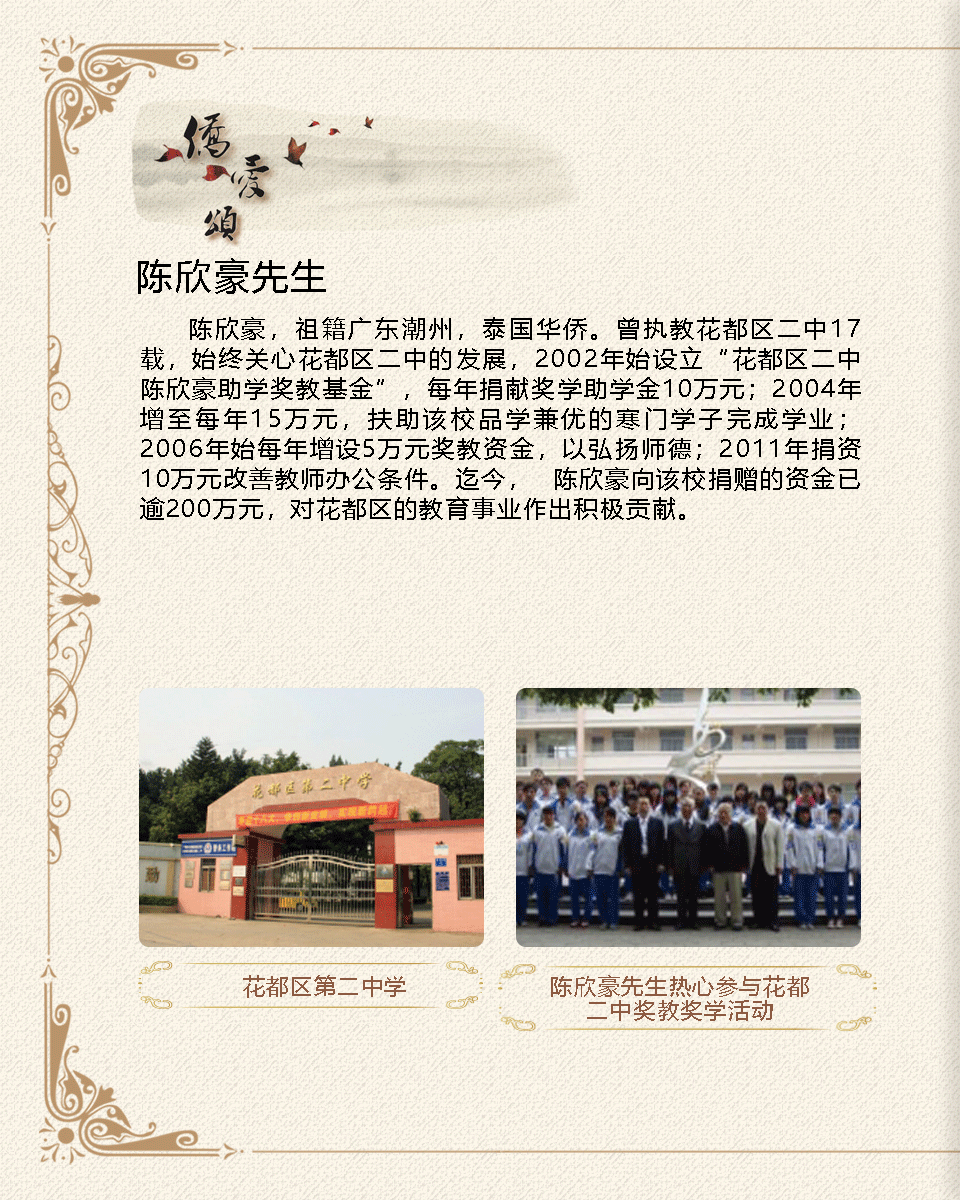 僑
愛
頌
陈欣豪先生
陈欣豪，祖籍广东潮州，泰国华侨。曾执教花都区二中17
载，始终关心花都区二中的发展，2002年始设立“花都区二中
陈欣豪助学奖教基金”，每年捐献奖学助学金10万元；2004年
增至每年15万元，扶助该校品学兼优的寒门学子完成学业；
2006年始每年增设5万元奖教资金，以弘扬师德；2011年捐资
10万元改善教师办公条件。迄今， 陈欣豪向该校捐赠的资金已
逾200万元，对花都区的教育事业作出积极贡献。
花都区第二中学
花都区第二中学
陈欣豪先生热心参与花都
二中奖教奖学活动